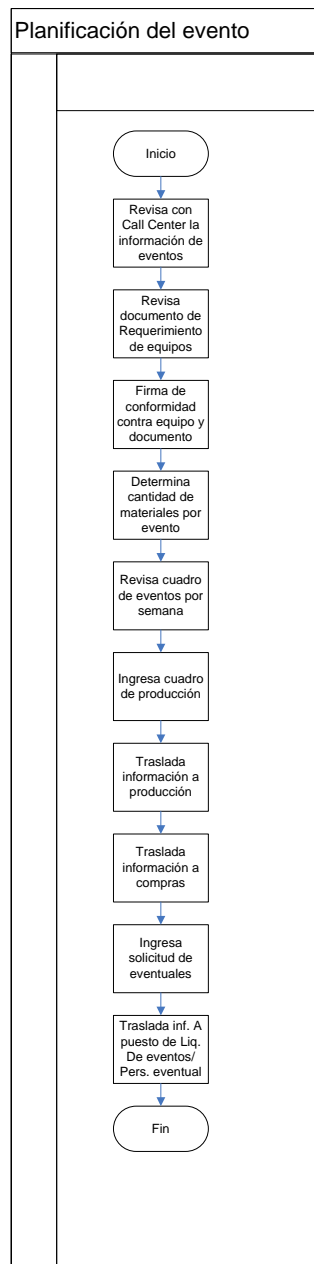 Planificación del evento
Inicio
Revisa con
Call Center la
información de
eventos
Revisa
documento de
Requerimiento
de equipos
Firma de
conformidad
contra equipo y
documento
Determina
cantidad de
materiales por
evento
Revisa cuadro
de eventos por
semana
Ingresa cuadro
de producción
Traslada
información a
producción
Traslada
información a
compras
Ingresa
solicitud de
eventuales
Traslada inf. A
puesto de Liq.
De eventos/
Pers. eventual
Fin